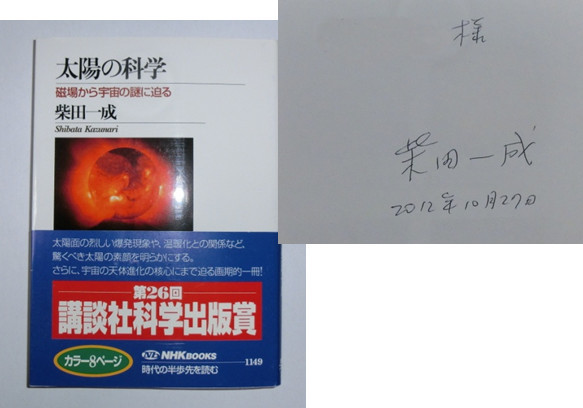 太陽の科学
磁場から宇宙の謎に迫る
柴田一成
Shibata Kazunari
太陽面の烈しい爆発現象や、温暖化との関係など、
驚くべき太陽の素顔を明らかにする。
さらに、宇宙の天体進化の核心にまで迫る画期的一冊!
第26回
講談社科学出版賞
カラー8ページ
NHK BOOKS
1149
時代の半歩先を読む
様
柴田一成
2012年10月27日